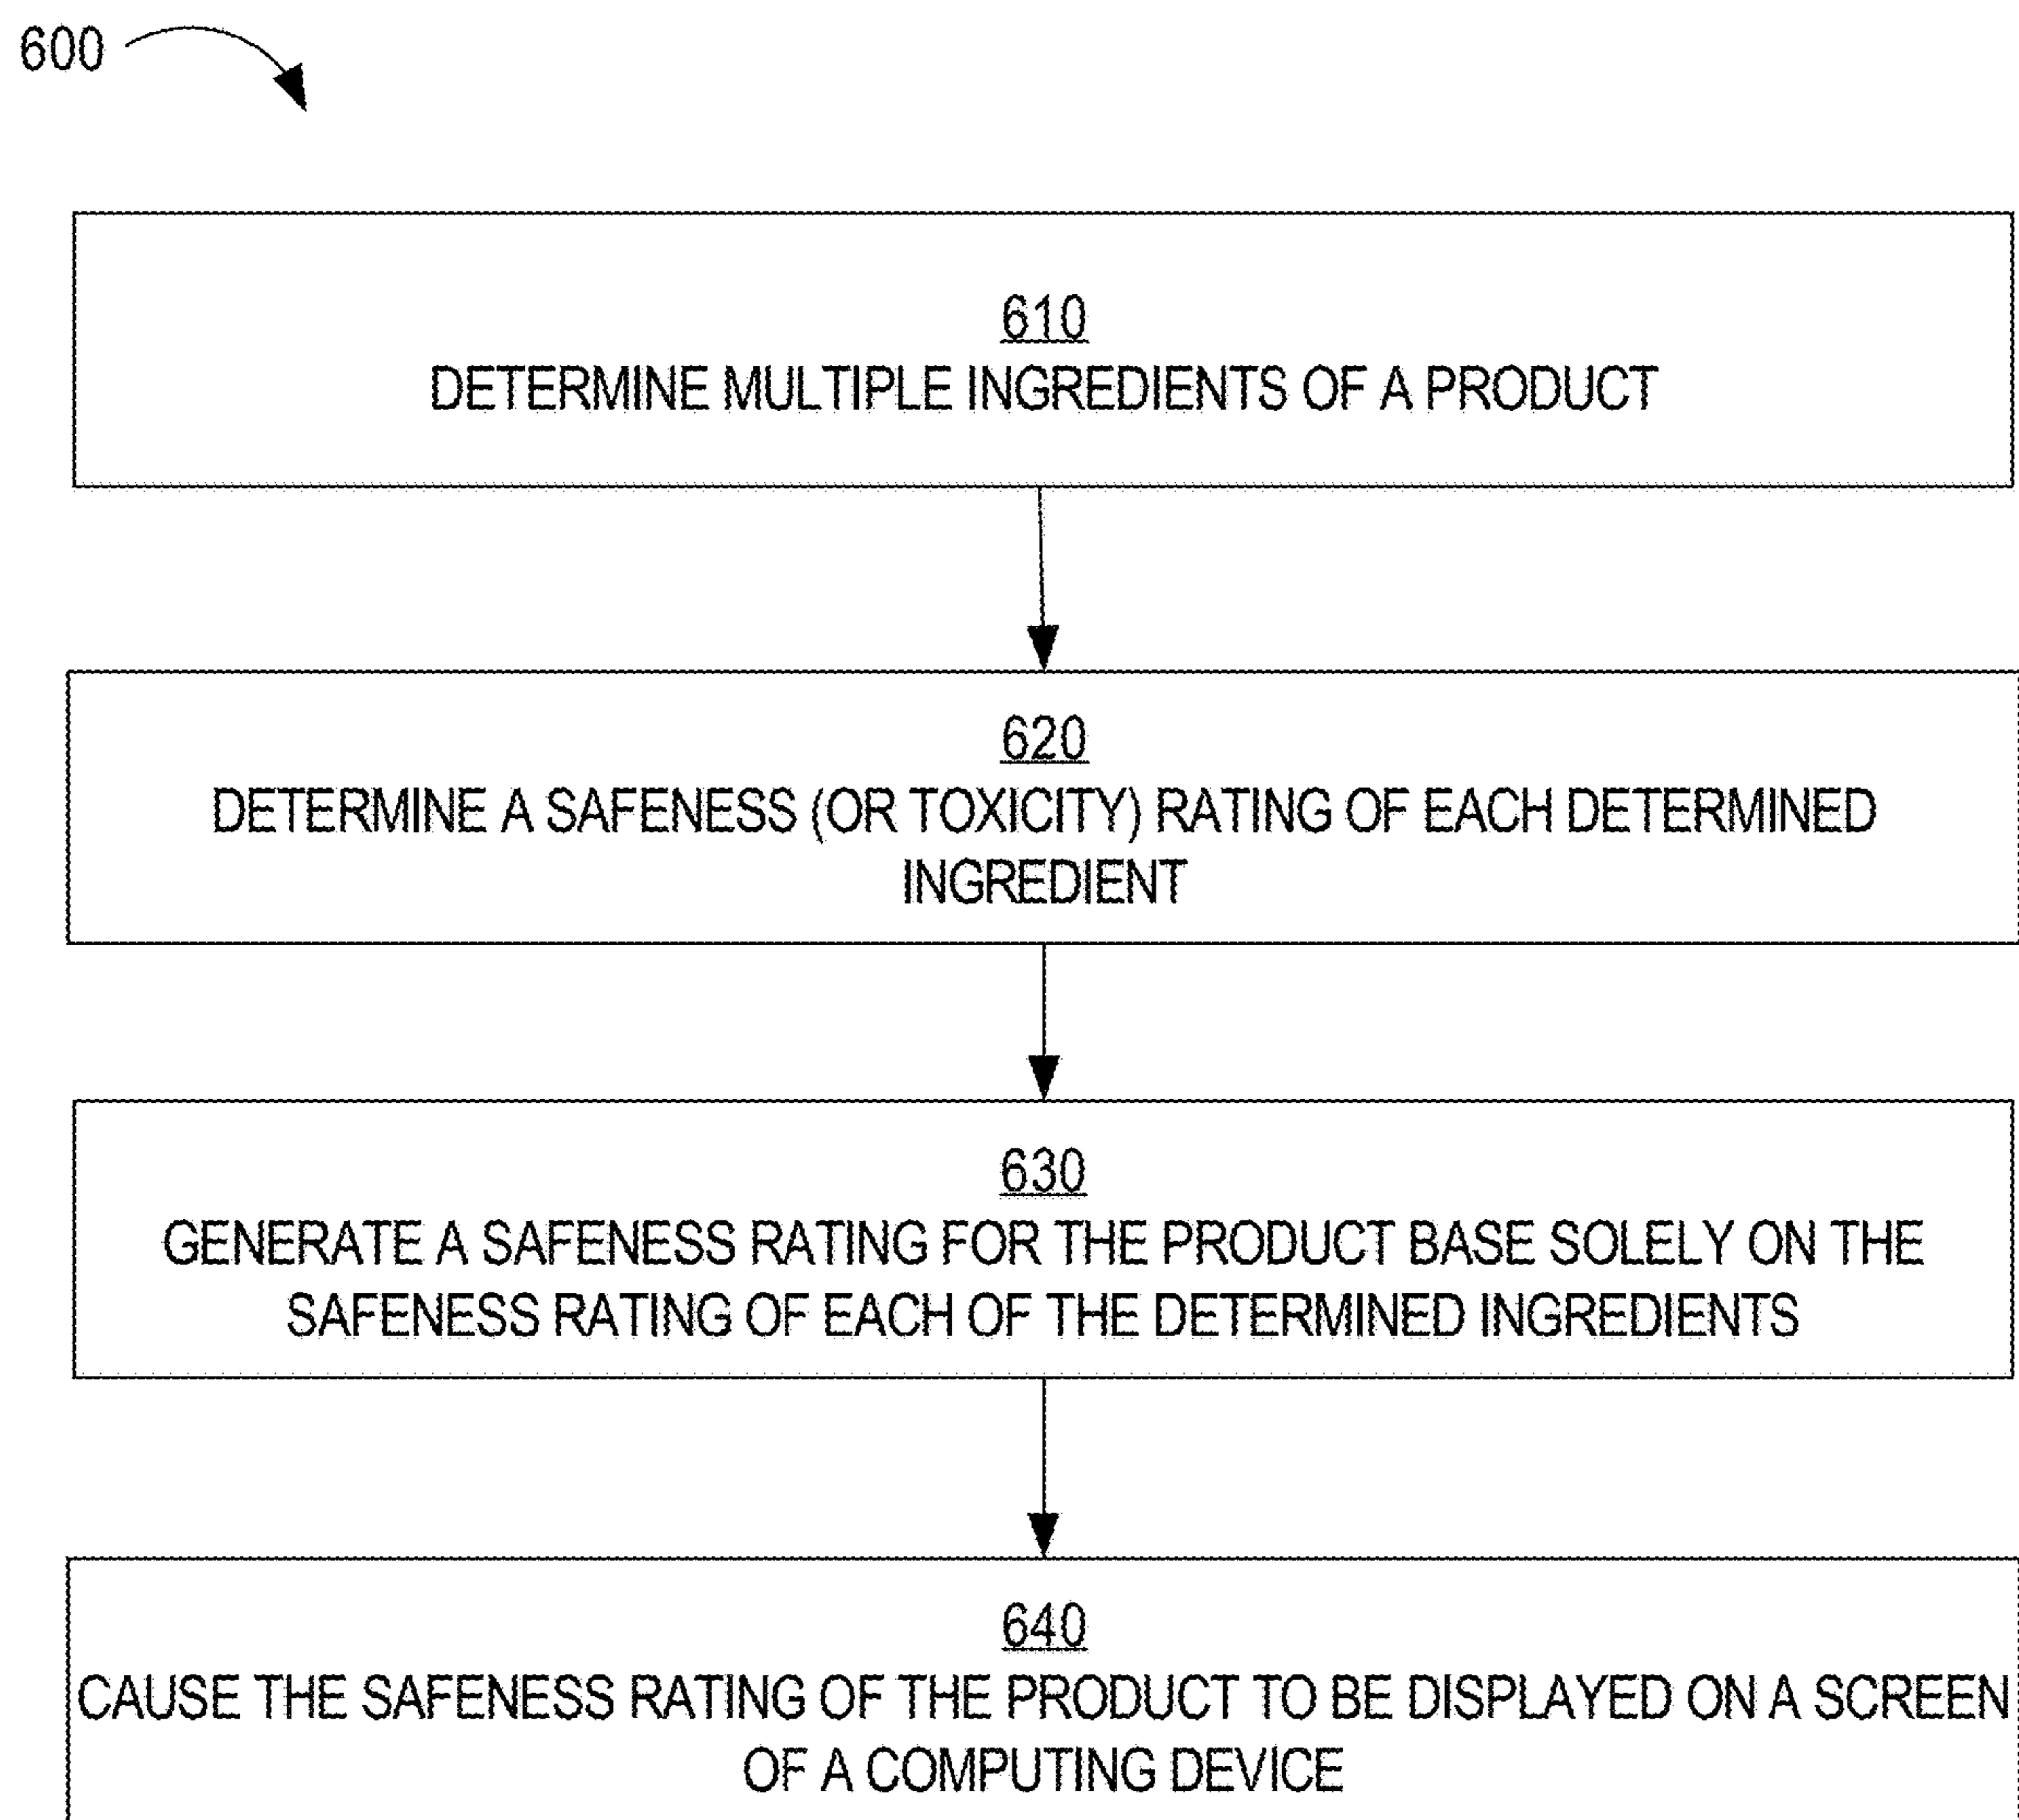 600
610
DETERMINE MULTIPLE INGREDIENTS OF A PRODUCT
620
DETERMINE A SAFENESS (OR TOXICITY) RATING OF EACH DETERMINED
INGREDIENT
630
GENERATE A SAFENESS RATING FOR THE PRODUCT BASE SOLELY ON THE
SAFENESS RATING OF EACH OF THE DETERMINED INGREDIENTS
640
CAUSE THE SAFENESS RATING OF THE PRODUCT TO BE DISPLAYED ON A SCREEN
OF A COMPUTING DEVICE